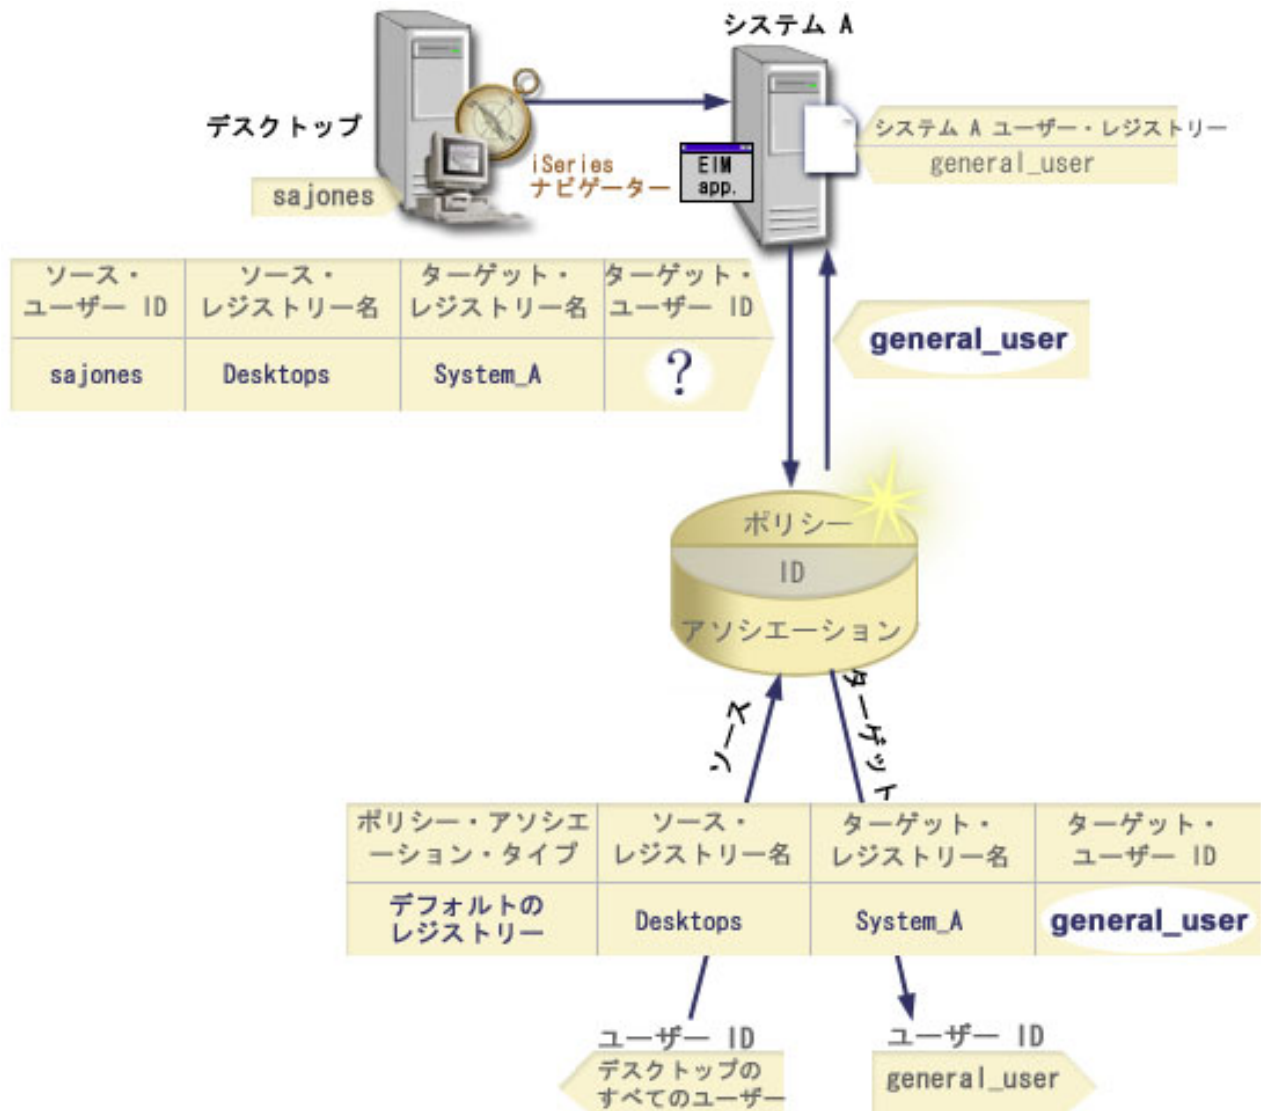 システム A
デスクトップ
sajones
iSeries
ナビゲーター
EIM
app.
システム A ユーザー・レジストリー
general_user
ソース・
ユーザー ID
ソース・
レジストリー名
ターゲット・
レジストリー名
ターゲット・
ユーザー ID
sajones
Desktops
System_A
?
general_user
ポリシー
ID
アソシエーション
ソース
ターゲット
ポリシー・アソシエ
ーション・タイプ
ソース・
レジストリー名
ターゲット・
レジストリー名
ターゲット・
ユーザー ID
デフォルトの
レジストリー
Desktops
System_A
general_user
ユーザー ID
デスクトップの
すべてのユーザー
ユーザー ID
general_user